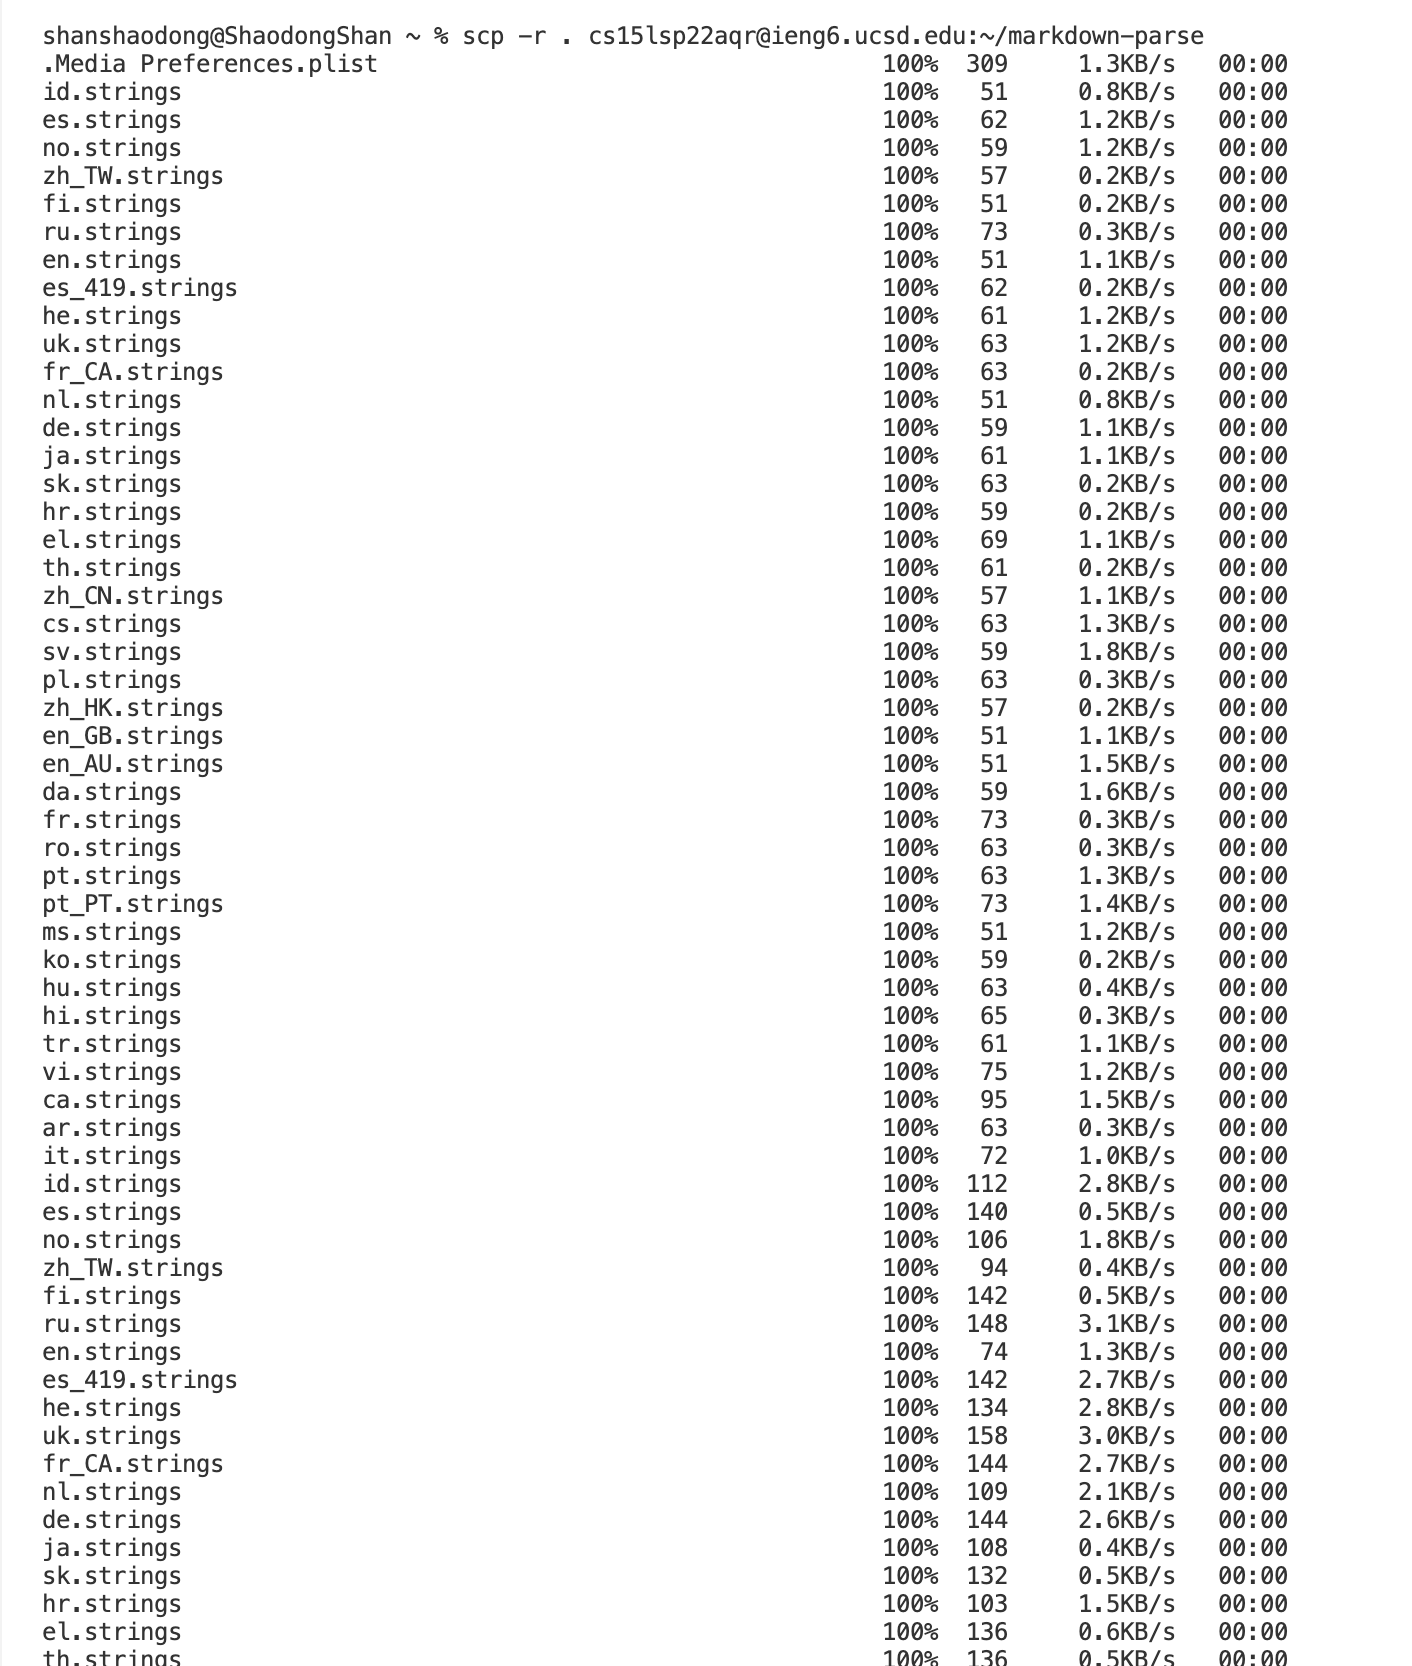 shanshaodong@ShaodongShan ~ % scp -r . cs15lsp22aqr@ieng6.ucsd.edu:~/markdown-parse
.Media Preferences.plist 100% 309 1.3KB/s 00:00
id.strings 100% 51 0.8KB/s 00:00
es.strings 100% 62 1.2KB/s 00:00
no.strings 100% 59 1.2KB/s 00:00
zh_TW.strings 100% 57 0.2KB/s 00:00
fi.strings 100% 51 0.2KB/s 00:00
ru.strings 100% 73 0.3KB/s 00:00
en.strings 100% 51 1.1KB/s 00:00
es_419.strings 100% 62 0.2KB/s 00:00
he.strings 100% 61 1.2KB/s 00:00
uk.strings 100% 63 1.2KB/s 00:00
fr_CA.strings 100% 63 0.2KB/s 00:00
nl.strings 100% 51 0.8KB/s 00:00
de.strings 100% 59 1.1KB/s 00:00
ja.strings 100% 61 1.1KB/s 00:00
sk.strings 100% 63 0.2KB/s 00:00
hr.strings 100% 59 0.2KB/s 00:00
el.strings 100% 69 1.1KB/s 00:00
th.strings 100% 61 0.2KB/s 00:00
zh_CN.strings 100% 57 1.1KB/s 00:00
cs.strings 100% 63 1.3KB/s 00:00
sv.strings 100% 59 1.8KB/s 00:00
pl.strings 100% 63 0.3KB/s 00:00
zh_HK.strings 100% 57 0.2KB/s 00:00
en_GB.strings 100% 51 1.1KB/s 00:00
en_AU.strings 100% 51 1.5KB/s 00:00
da.strings 100% 59 1.6KB/s 00:00
fr.strings 100% 73 0.3KB/s 00:00
ro.strings 100% 63 0.3KB/s 00:00
pt.strings 100% 63 1.3KB/s 00:00
pt_PT.strings 100% 73 1.4KB/s 00:00
ms.strings 100% 51 1.2KB/s 00:00
ko.strings 100% 59 0.2KB/s 00:00
hu.strings 100% 63 0.4KB/s 00:00
hi.strings 100% 65 0.3KB/s 00:00
tr.strings 100% 61 1.1KB/s 00:00
vi.strings 100% 75 1.2KB/s 00:00
ca.strings 100% 95 1.5KB/s 00:00
ar.strings 100% 63 0.3KB/s 00:00
it.strings 100% 72 1.0KB/s 00:00
id.strings 100% 112 2.8KB/s 00:00
es.strings 100% 140 0.5KB/s 00:00
no.strings 100% 106 1.8KB/s 00:00
zh_TW.strings 100% 94 0.4KB/s 00:00
fi.strings 100% 142 0.5KB/s 00:00
ru.strings 100% 148 3.1KB/s 00:00
en.strings 100% 74 1.3KB/s 00:00
es_419.strings 100% 142 2.7KB/s 00:00
he.strings 100% 134 2.8KB/s 00:00
uk.strings 100% 158 3.0KB/s 00:00
fr_CA.strings 100% 144 2.7KB/s 00:00
nl.strings 100% 109 2.1KB/s 00:00
de.strings 100% 144 2.6KB/s 00:00
ja.strings 100% 108 0.4KB/s 00:00
sk.strings 100% 132 0.5KB/s 00:00
hr.strings 100% 103 1.5KB/s 00:00
el.strings 100% 136 0.6KB/s 00:00
th.strings 100% 136 0.5KB/s 00:00